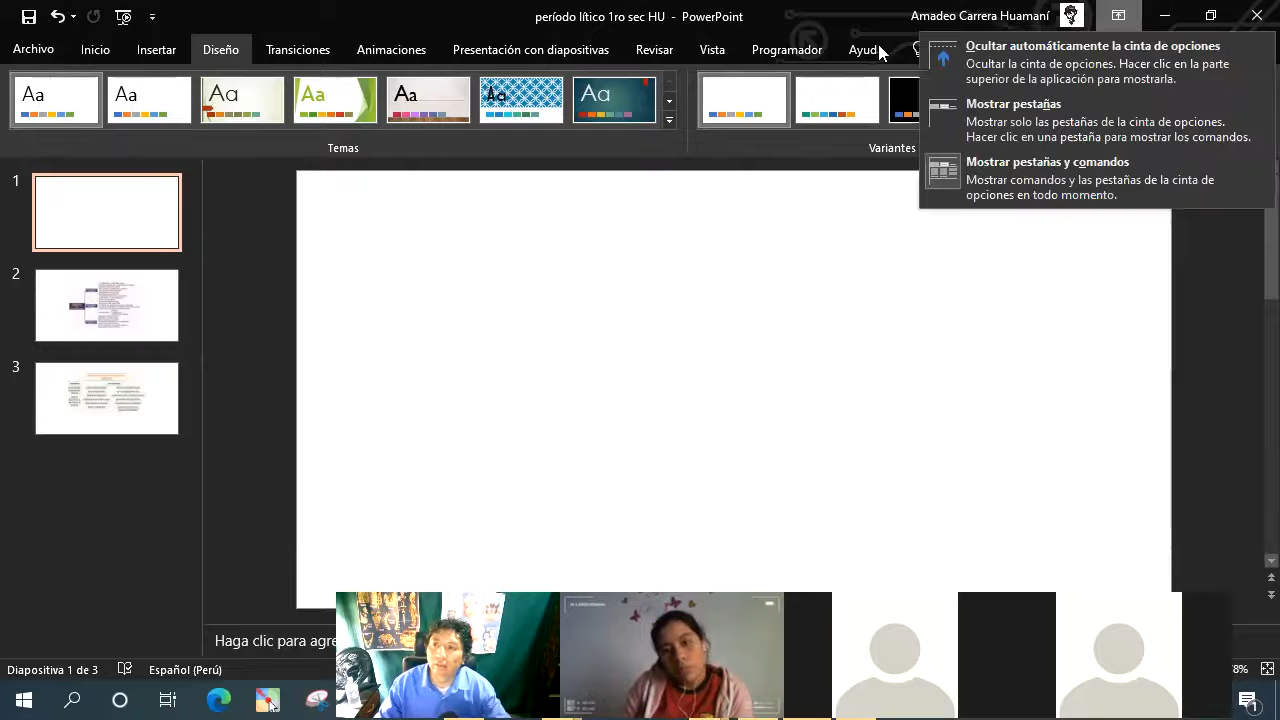 período lítico 1ro sec HU - PowerPoint
Amadeo Carrera Huamaní
Archivo
Inicio
Insertar
Diseño
Transiciones
Animaciones
Presentación con diapositivas
Revisar
Vista
Programador
Ayud
Ocultar automáticamente la cinta de opciones
Ocultar la cinta de opciones. Hacer clic en la parte
superior de la aplicación para mostrarla.
Mostrar pestañas
Mostrar solo las pestañas de la cinta de opciones.
Hacer clic en una pestaña para mostrar los comandos.
Mostrar pestañas y comandos
Mostrar comandos y las pestañas de la cinta de
opciones en todo momento.
Aa
Aa
Aa
Aa
Aa
Aa
Aa
Temas
Variantes
1
2
3
Haga clic para agre
Diapositiva 1 de 3
Español (Perú)
78%
1